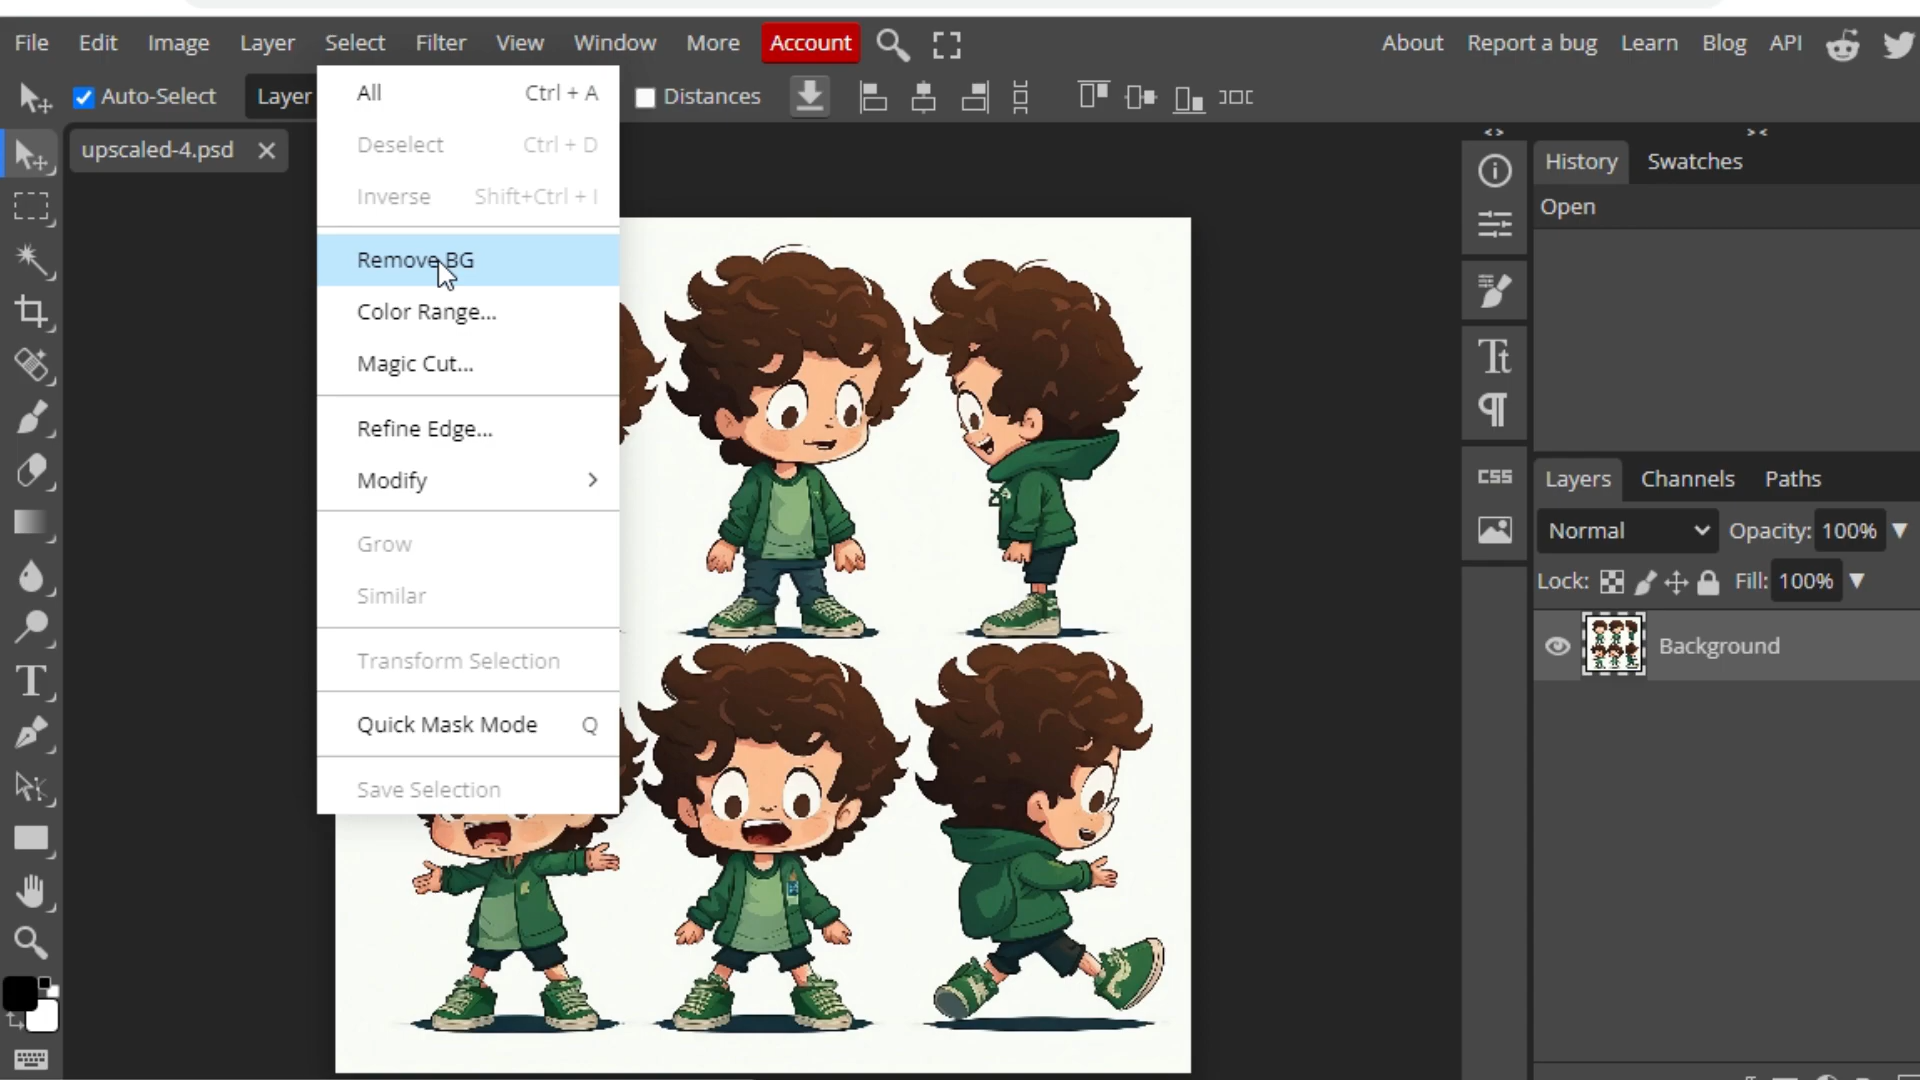 File Edit Image Layer Select Filter View Window More Account About Report a bug Learn Blog API
Auto-Select Layer Distances
upscaled-4.psd
All Ctrl + A
Deselect Ctrl + D
Inverse Shift+Ctrl + I
Remove BG
Color Range...
Magic Cut...
Refine Edge...
Modify
Grow
Similar
Transform Selection
Quick Mask Mode Q
Save Selection
CSS
History Swatches
Open
Layers Channels Paths
Normal Opacity: 100%
Lock: Fill: 100%
Background